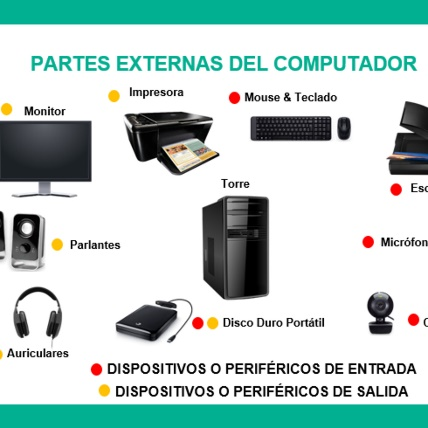 PARTES EXTERNAS DEL COMPUTADOR
Impresora
Mouse & Teclado
Monitor
Torre
Parlantes
Disco Duro Portátil
Auriculares
DISPOSITIVOS O PERIFÉRICOS DE ENTRADA
DISPOSITIVOS O PERIFÉRICOS DE SALIDA